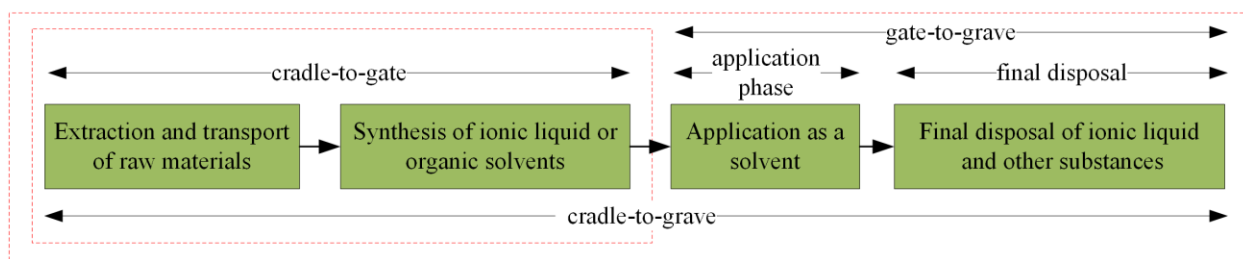 gate-to-grave
cradle-to-gate
application
phase
final disposal
Extraction and transport
of raw materials
Synthesis of ionic liquid or
organic solvents
Application as a
solvent
Final disposal of ionic liquid
and other substances
cradle-to-grave